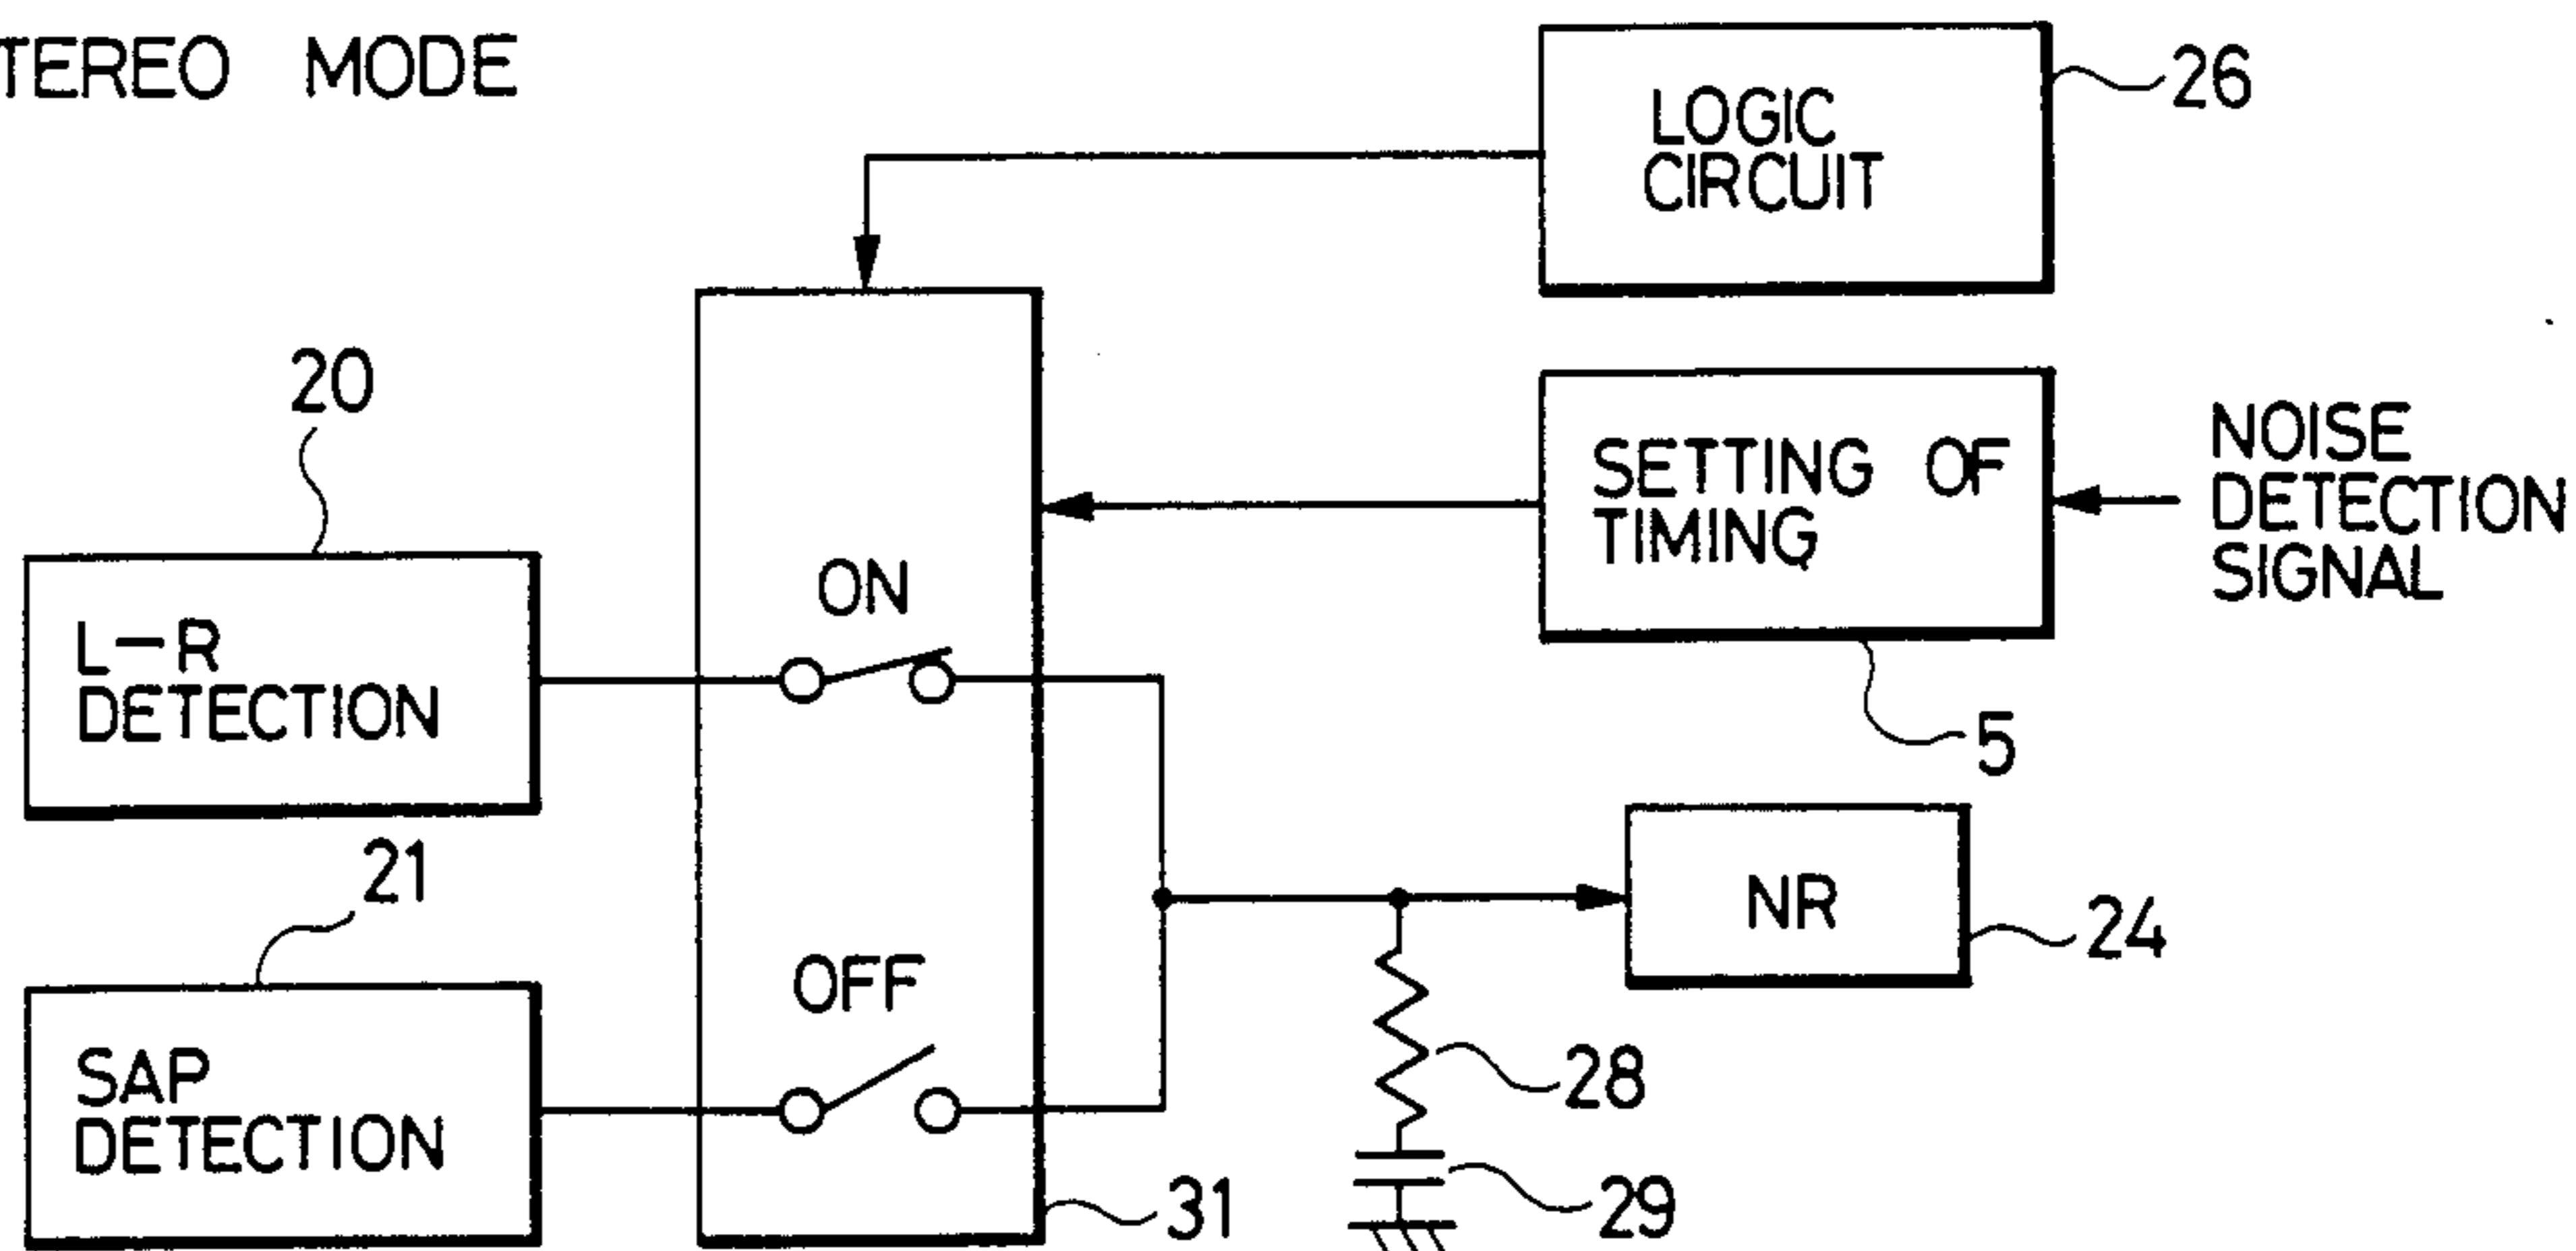 TEREO MODE
LOGIC
CIRCUIT
26
20
SETTING OF
TIMING
NOISE
DETECTION
SIGNAL
ON
L-R
DETECTION
5
21
NR
24
OFF
SAP
DETECTION
28
31
29